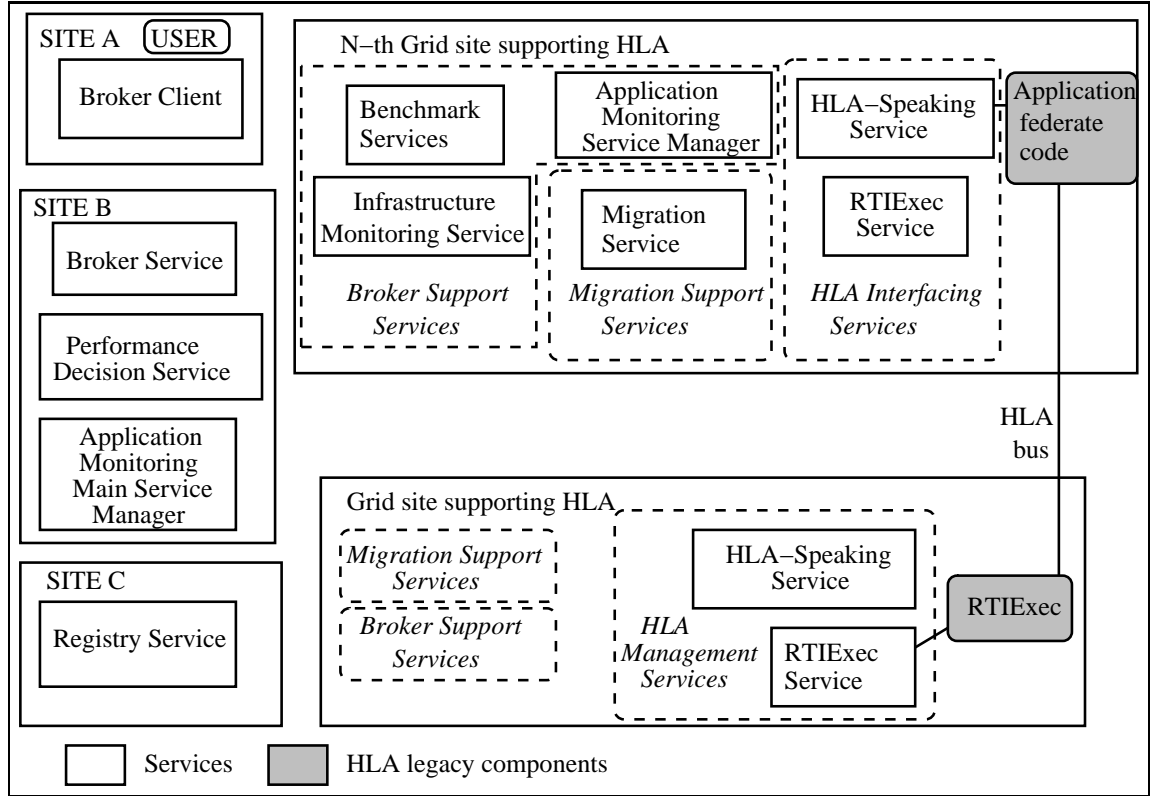 SITE A
USER
Broker Client
SITE B
Broker Service
Performance
Decision Service
Application
Monitoring
Main Service
Manager
SITE C
Registry Service
N−th Grid site supporting HLA
Benchmark
Services
Application
Monitoring
Service Manager
Infrastructure
Monitoring Service
Broker Support
Services
Migration
Service
Migration Support
Services
HLA−Speaking
Service
RTIExec
Service
HLA Interfacing
Services
Application
federate
code
HLA
bus
Grid site supporting HLA
Migration Support
Services
Broker Support
Services
HLA−Speaking
Service
HLA
Management
Services
RTIExec
Service
RTIExec
Services
HLA legacy components